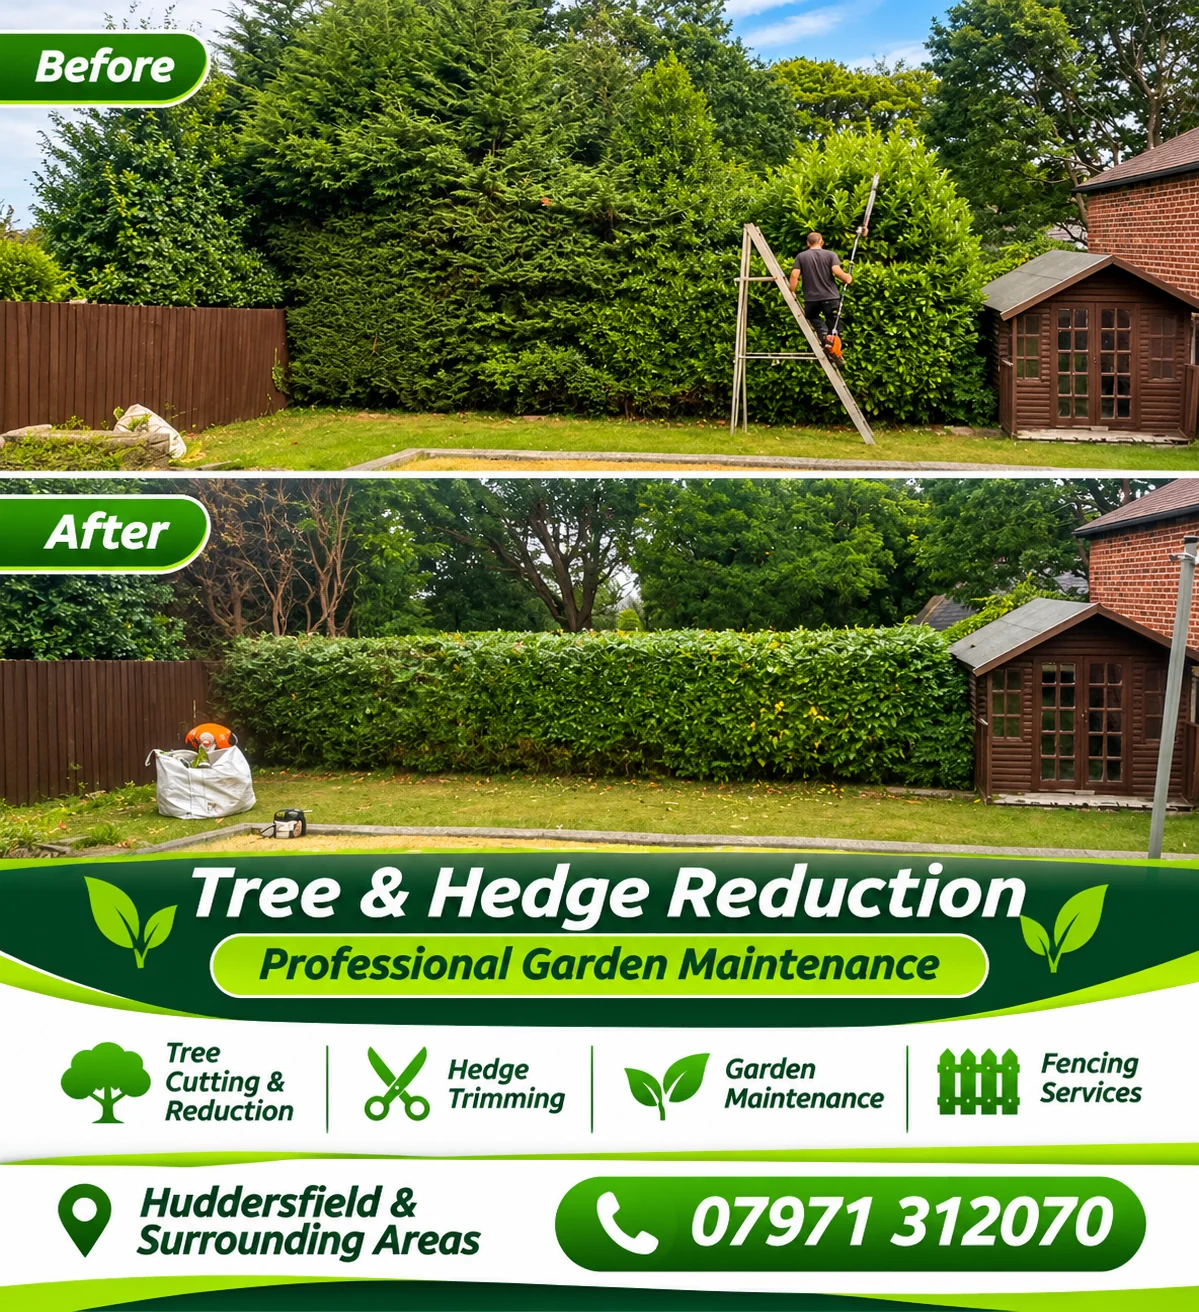 Before
After
Tree & Hedge Reduction
Professional Garden Maintenance
Tree
Cutting &
Reduction
Hedge
Trimming
Garden
Maintenance
Fencing
Services
Huddersfield &
Surrounding Areas
07971 312070